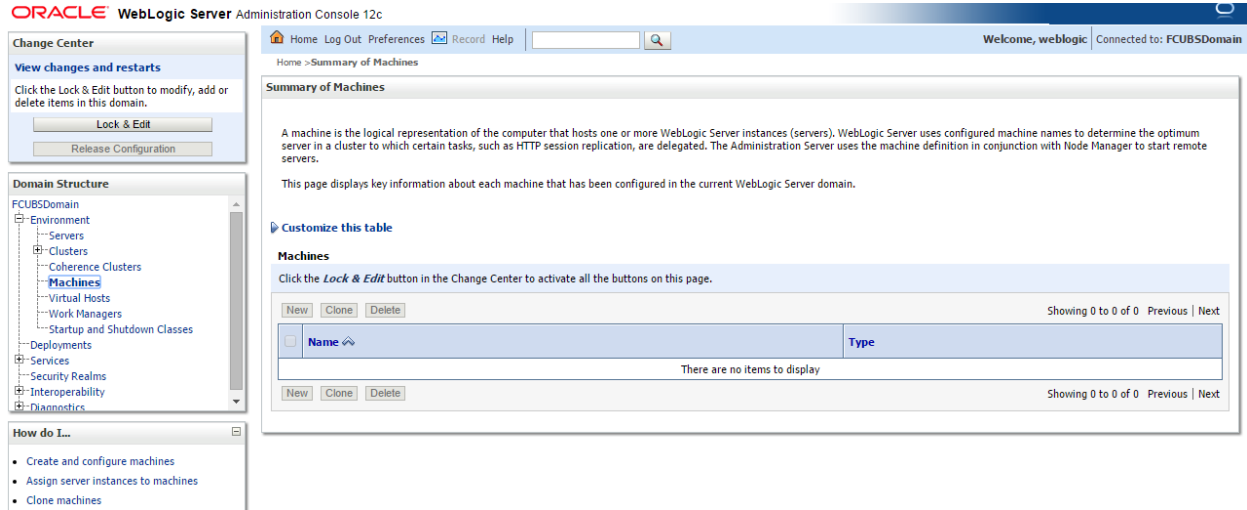 ORACLE WebLogic Server Administration Console 12c
Change Center
View changes and restarts
Click the Lock & Edit button to modify, add or
delete items in this domain.
Lock & Edit
Release Configuration
Domain Structure
FCUBSDomain
Environment
Servers
Clusters
Coherence Clusters
Machines
Virtual Hosts
Work Managers
Startup and Shutdown Classes
Deployments
Services
Security Realms
Interoperability
Diagnostics
How do I...
Create and configure machines
Assign server instances to machines
Clone machines
Home Log Out Preferences Record Help
Welcome, weblogic Connected to: FCUBSDomain
Home >Summary of Machines
Summary of Machines
A machine is the logical representation of the computer that hosts one or more WebLogic Server instances (servers). WebLogic Server uses configured machine names to determine the optimum
server in a cluster to which certain tasks, such as HTTP session replication, are delegated. The Administration Server uses the machine definition in conjunction with Node Manager to start remote
servers.
This page displays key information about each machine that has been configured in the current WebLogic Server domain.
Customize this table
Machines
Click the Lock & Edit button in the Change Center to activate all the buttons on this page.
New Clone Delete Showing 0 to 0 of 0 Previous | Next
Name Type
There are no items to display
New Clone Delete Showing 0 to 0 of 0 Previous | Next